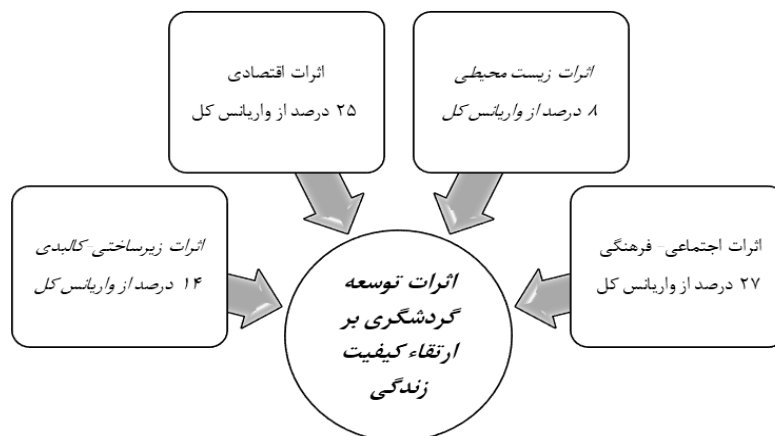 اثرات زیست محیطی
۸ درصد از واریانس کل
اثرات اقتصادی
۲۵ درصد از واریانس کل
اثرات اجتماعی- فرهنگی
۲۷ درصد از واریانس کل
اثرات زیرساختی-کالبدی
۱۴ درصد از واریانس کل
اثرات توسعه
گردشگری بر
ارتقاء کیفیت
زندگی